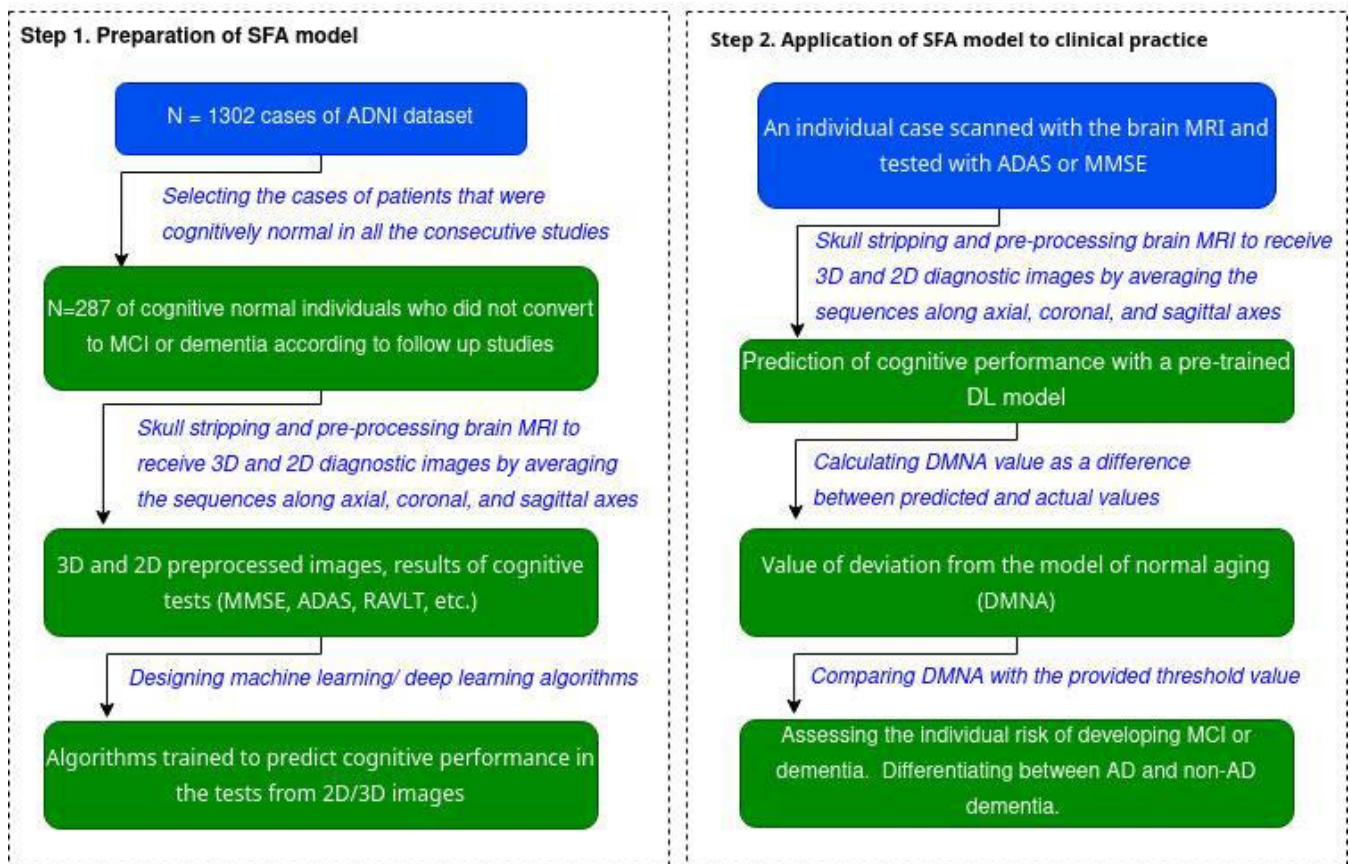 Step 1. Preparation of SFA model
N = 1302 cases of ADNI dataset
Selecting the cases of patients that were
cognitively normal in all the consecutive studies
N=287 of cognitive normal individuals who did not convert
to MCI or dementia according to follow up studies
Skull stripping and pre-processing brain MRI to
receive 3D and 2D diagnostic images by averaging
the sequences along axial, coronal, and sagittal axes
3D and 2D preprocessed images, results of cognitive
tests (MMSE, ADAS, RAVLT, etc.)
Designing machine learning/ deep learning algorithms
Algorithms trained to predict cognitive performance in
the tests from 2D/3D images
Step 2. Application of SFA model to clinical practice
An individual case scanned with the brain MRI and
tested with ADAS or MMSE
Skull stripping and pre-processing brain MRI to receive
3D and 2D diagnostic images by averaging the
sequences along axial, coronal, and sagittal axes
Prediction of cognitive performance with a pre-trained
DL model
Calculating DMNA value as a difference
between predicted and actual values
Value of deviation from the model of normal aging
(DMNA)
Comparing DMNA with the provided threshold value
Assessing the individual risk of developing MCI or
dementia. Differentiating between AD and non-AD
dementia.